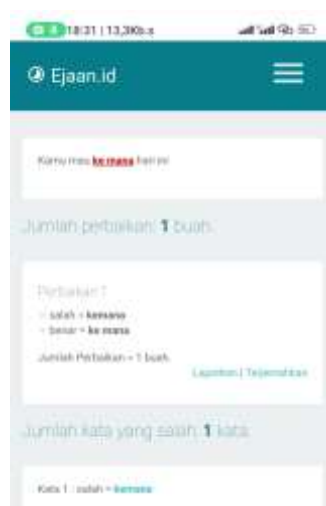 18:31 | 13,3KB/s
Ejaan.id
Kamu mau ke mana hari ini
Jumlah perbaikan: 1 buah.
Perbaikan 1
- salah = kemana
- benar = ke mana
Jumlah Perbaikan = 1 buah.
Laporkan | Terjemahkan
Jumlah kata yang salah: 1 kata
Kata 1 : salah = kemana